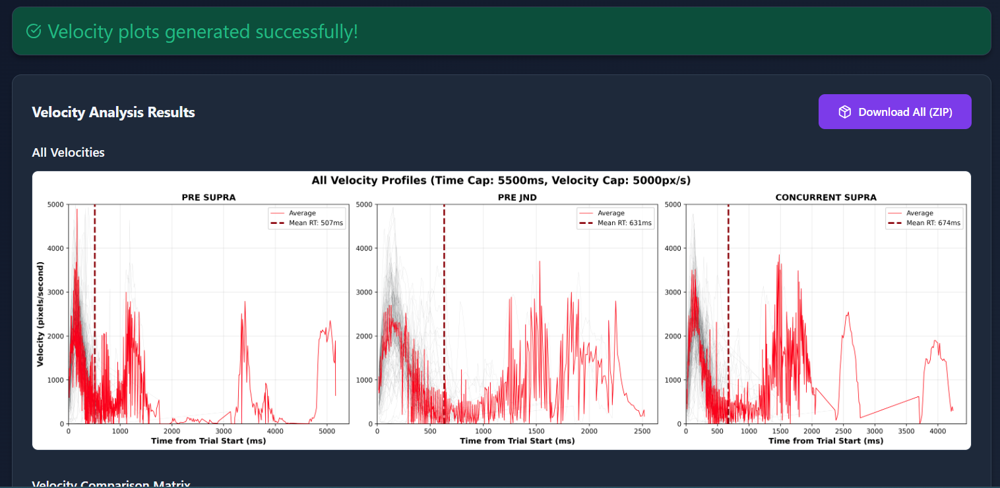 Velocity plots generated successfully!
Velocity Analysis Results
Download All (ZIP)
All Velocities
All Velocity Profiles (Time Cap: 5500ms, Velocity Cap: 5000px/s)
PRE SUPRA
PRE JND
CONCURRENT SUPRA
Average
Mean RT: 507ms
Average
Mean RT: 631ms
Average
Mean RT: 674ms
Velocity (pixels/second)
5000
4000
3000
2000
1000
0
0 1000 2000 3000 4000 5000
Time from Trial Start (ms)
5000
4000
3000
2000
1000
0
0 500 1000 1500 2000 2500
Time from Trial Start (ms)
5000
4000
3000
2000
1000
0
0 500 1000 1500 2000 2500 3000 3500 4000
Time from Trial Start (ms)
Velocity Comparison Matrix